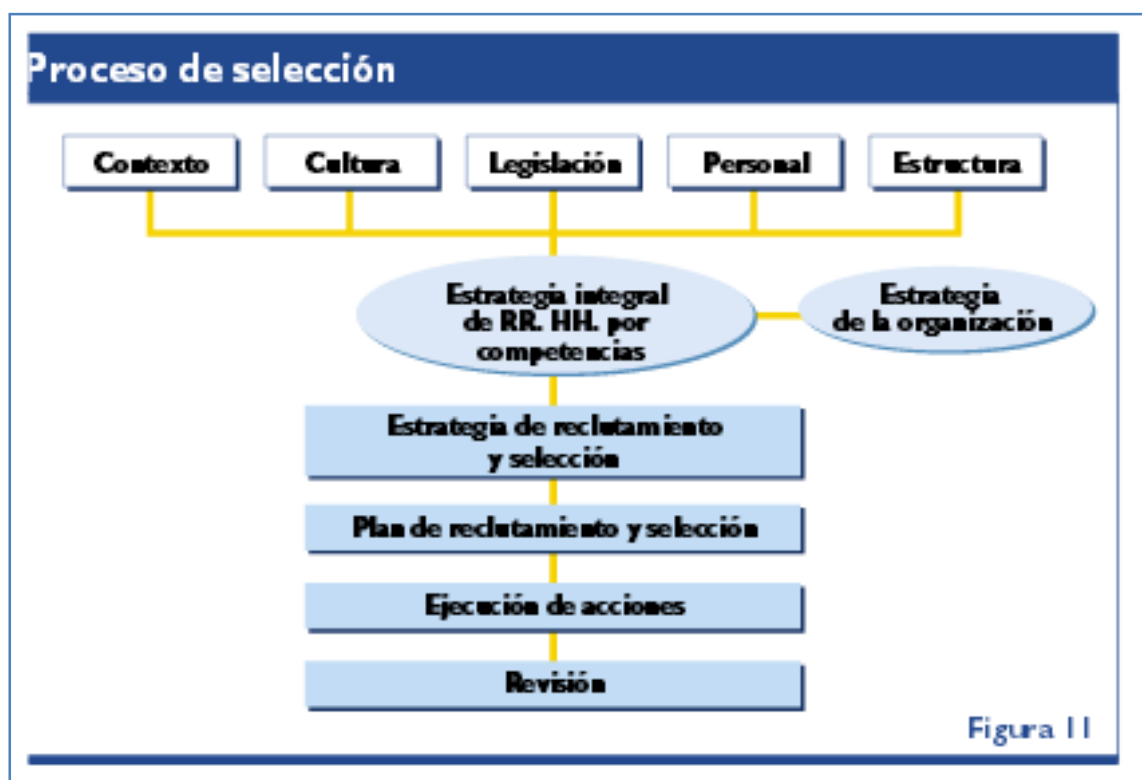 Proceso de selección
Contexto
Cultura
Legislación
Personal
Estructura
Estrategia integral
de RR. HH. por
competencias
Estrategia
de la organización
Estrategia de reclutamiento
y selección
Plan de reclutamiento y selección
Ejecución de acciones
Revisión
Figura 11